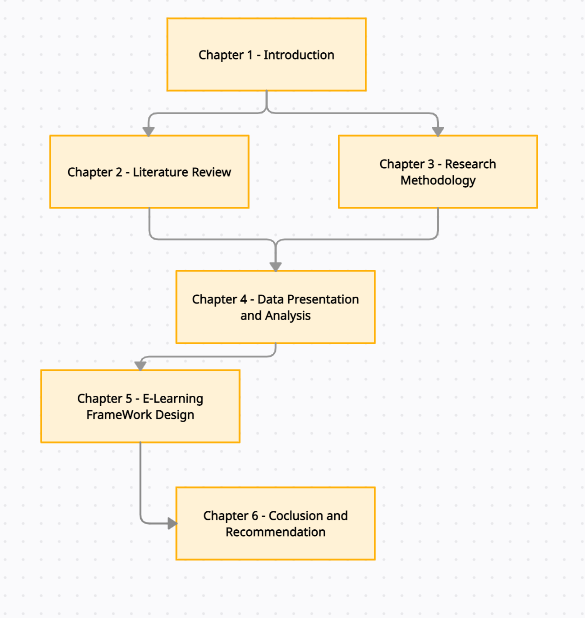 Chapter 1 - Introduction
Chapter 2 - Literature Review
Chapter 3 - Research
Methodology
Chapter 4 - Data Presentation
and Analysis
Chapter 5 - E-Learning
FrameWork Design
Chapter 6 - Coclusion and
Recommendation